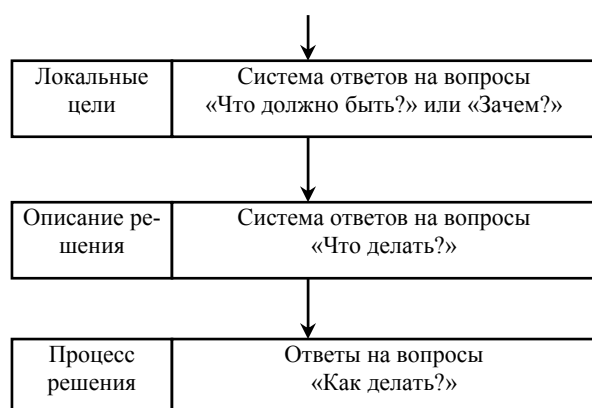 Локальные
цели
Система ответов на вопросы
«Что должно быть?» или «Зачем?»
Описание ре-
шения
Система ответов на вопросы
«Что делать?»
Процесс
решения
Ответы на вопросы
«Как делать?»